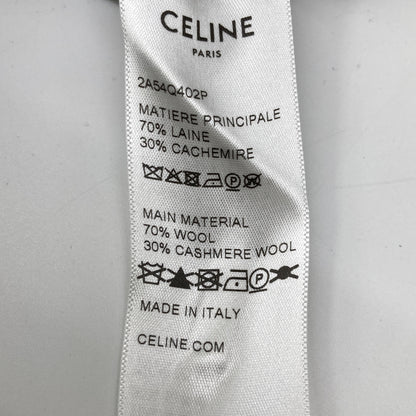 CELINE
PARIS
2A54Q402P
MATIERE PRINCIPALE
70% LAINE
30% CACHEMIRE
MAIN MATERIAL
70% WOOL
30% CASHMERE WOOL
MADE IN ITALY
CELINE.COM